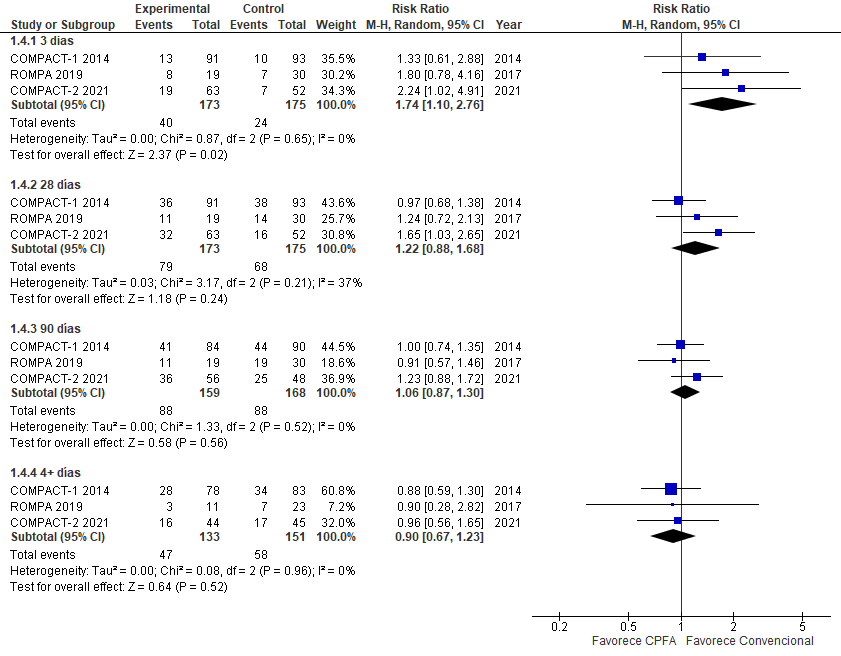 Experimental Control Risk Ratio Risk Ratio
Study or Subgroup Events Total Events Total Weight M-H, Random, 95% CI Year M-H, Random, 95% CI
1.4.1 3 dias
COMPACT-1 2014 13 91 10 93 35.5% 1.33 [0.61, 2.88] 2014
ROMPA 2019 8 19 7 30 30.2% 1.80 [0.78, 4.16] 2017
COMPACT-2 2021 19 63 7 52 34.3% 2.24 [1.02, 4.91] 2021
Subtotal (95% CI) 173 175 100.0% 1.74 [1.10, 2.76]
Total events 40 24
Heterogeneity: Tau² = 0.00; Chi² = 0.87, df = 2 (P = 0.65); I² = 0%
Test for overall effect: Z = 2.37 (P = 0.02)
1.4.2 28 dias
COMPACT-1 2014 36 91 38 93 43.6% 0.97 [0.68, 1.38] 2014
ROMPA 2019 11 19 14 30 25.7% 1.24 [0.72, 2.13] 2017
COMPACT-2 2021 32 63 16 52 30.8% 1.65 [1.03, 2.65] 2021
Subtotal (95% CI) 173 175 100.0% 1.22 [0.88, 1.68]
Total events 79 68
Heterogeneity: Tau² = 0.03; Chi² = 3.17, df = 2 (P = 0.21); I² = 37%
Test for overall effect: Z = 1.18 (P = 0.24)
1.4.3 90 dias
COMPACT-1 2014 41 84 44 90 44.5% 1.00 [0.74, 1.35] 2014
ROMPA 2019 11 19 19 30 18.6% 0.91 [0.57, 1.46] 2017
COMPACT-2 2021 36 56 25 48 36.9% 1.23 [0.88, 1.72] 2021
Subtotal (95% CI) 159 168 100.0% 1.06 [0.87, 1.30]
Total events 88 88
Heterogeneity: Tau² = 0.00; Chi² = 1.33, df = 2 (P = 0.52); I² = 0%
Test for overall effect: Z = 0.58 (P = 0.56)
1.4.4 4+ dias
COMPACT-1 2014 28 78 34 83 60.8% 0.88 [0.59, 1.30] 2014
ROMPA 2019 3 11 7 23 7.2% 0.90 [0.28, 2.82] 2017
COMPACT-2 2021 16 44 17 45 32.0% 0.96 [0.56, 1.65] 2021
Subtotal (95% CI) 133 151 100.0% 0.90 [0.67, 1.23]
Total events 47 58
Heterogeneity: Tau² = 0.00; Chi² = 0.08, df = 2 (P = 0.96); I² = 0%
Test for overall effect: Z = 0.64 (P = 0.52)
0.2 0.5 1 2 5
Favorece CPFA Favorece Convencional